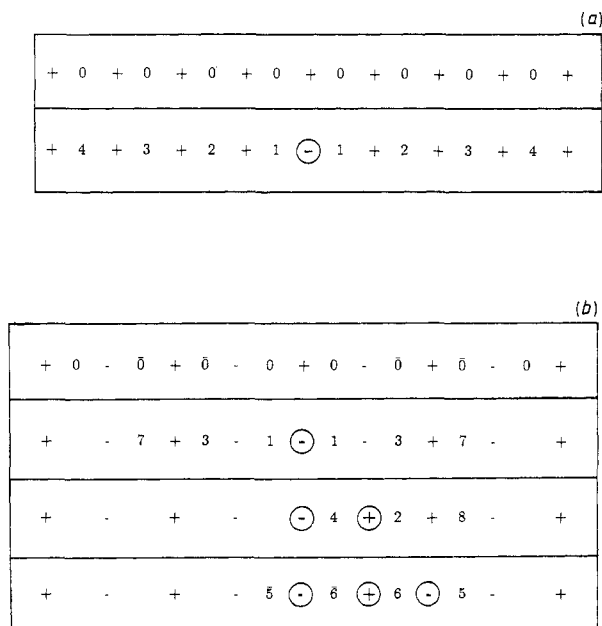 (a)
+ 0 + 0 + 0 + 0 + 0 + 0 + 0 + 0 +
+ 4 + 3 + 2 + 1 - 1 + 2 + 3 + 4 +
(b)
+ 0 - 0̄ + 0̄ - 0 + 0 - 0̄ + 0̄ - 0 +
+ - 7 + 3 - 1 - 1 - 3 + 7 - +
+ - + - - 4 + 2 + 8 - +
+ - + - 5̄ - 6̄ + 6 - 5 - +